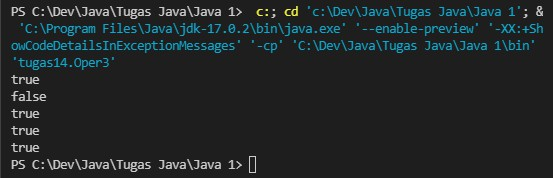 PS C:\Dev\Java\Tugas Java\Java 1>  c:; cd 'c:\Dev\Java\Tugas Java\Java 1'; &
 'C:\Program Files\Java\jdk-17.0.2\bin\java.exe' '--enable-preview' '-XX:+Sh
owCodeDetailsInExceptionMessages' '-cp' 'C:\Dev\Java\Tugas Java\Java 1\bin'
'tugas14.Oper3'
true
false
true
true
true
PS C:\Dev\Java\Tugas Java\Java 1>